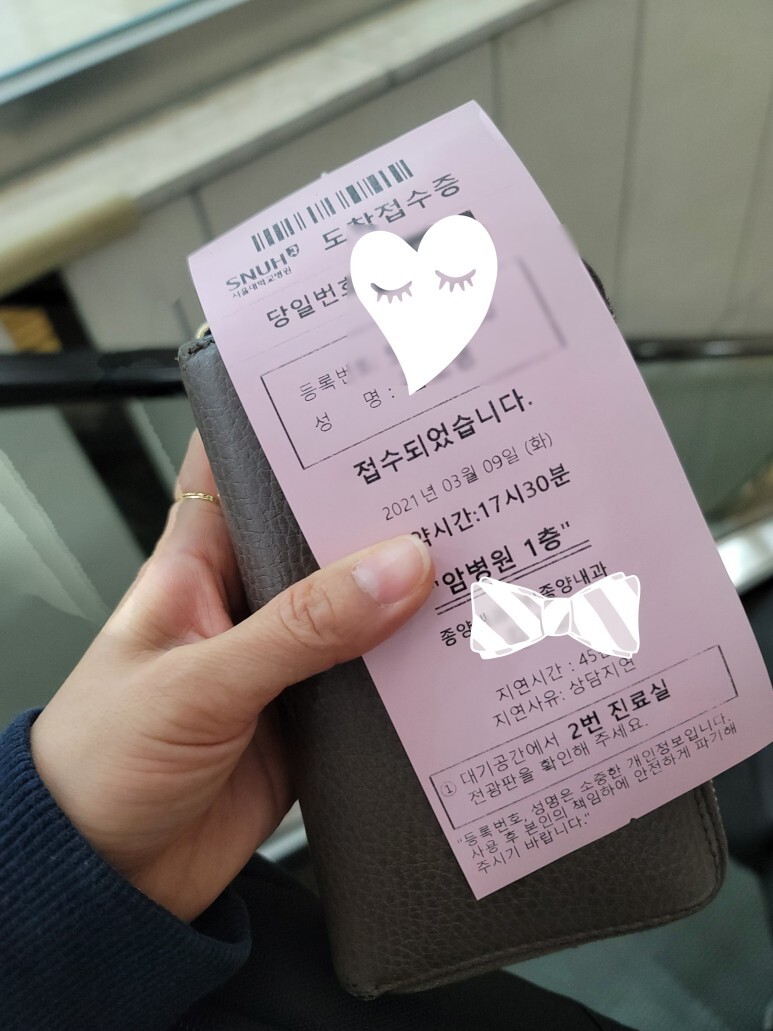 도착접수증
SNUH
서울대학교병원
당일번호
등록번
성 명 :
접수되었습니다.
2021년 03월 09일 (화)
약시간:17시30분
"암병원 1층"
종양 종양내과
지연시간 : 45
지연사유: 상담지연
① 대기공간에서 2번 진료실
전광판을 확인해 주세요.
"등록번호, 성명은 소중한 개인정보입니다.
사용 후 본인의 책임하에 안전하게 파기해
주시기 바랍니다."